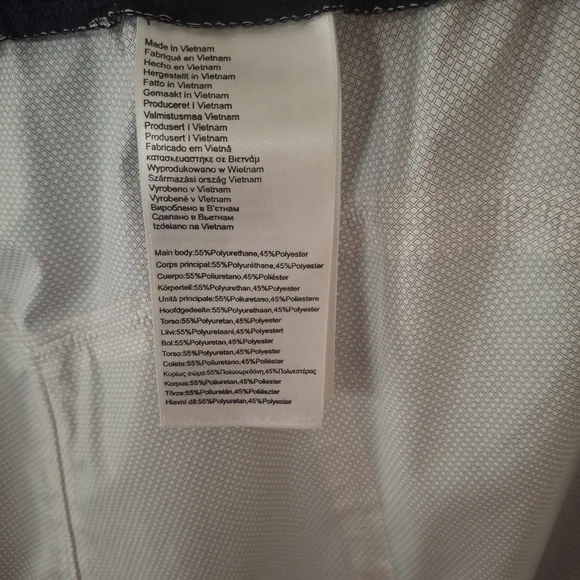 Made in Vietnam
Fabriqué en Vietnam
Hecho en Vietnam
Hergestellt in Vietnam
Fatto in Vietnam
Gemaakt in Vietnam
Produceret i Vietnam
Valmistusmaa Vietnam
Produsert i Vietnam
Produsert i Vietnam
Fabricado em Vietnã
κατασκευαστηκε σε Βιετνάμ
Wyprodukowano w Wietnam
Származási ország Vietnam
Vyrobeno v Vietnam
Vyrobené v Vietnam
Вироблено в В'єтнам
Сделано в Вьетнам
Izdelano na Vietnam
Main body:55%Polyurethane,45%Polyester
Corps principal:55%Polyuréthane,45%Polyester
Cuerpo:55%Poliuretano,45%Poliéster
Körperteil:55%Polyurethan,45%Polyester
Unità principale:55%Poliuretano,45%Poliestere
Hoofdgedeelte:55%Polyurethaan,45%Polyester
Torso:55%Polyuretan,45%Polyester
Liivi:55%Polyuretaani,45%Polyesteri
Bol:55%Polyuretan,45%Polyester
Torso:55%Polyuretan,45%Polyester
Colete:55%Poliuretano,45%Poliéster
Κυρίως σώμα:55%Πολυουρεθάνη,45%Πολυεστέρας
Korpus:55%Poliuretan,45%Poliester
Törzs:55%Poliuretán,45%Poliészter
Hlavní díl:55%Polyuretan,45%Polyester